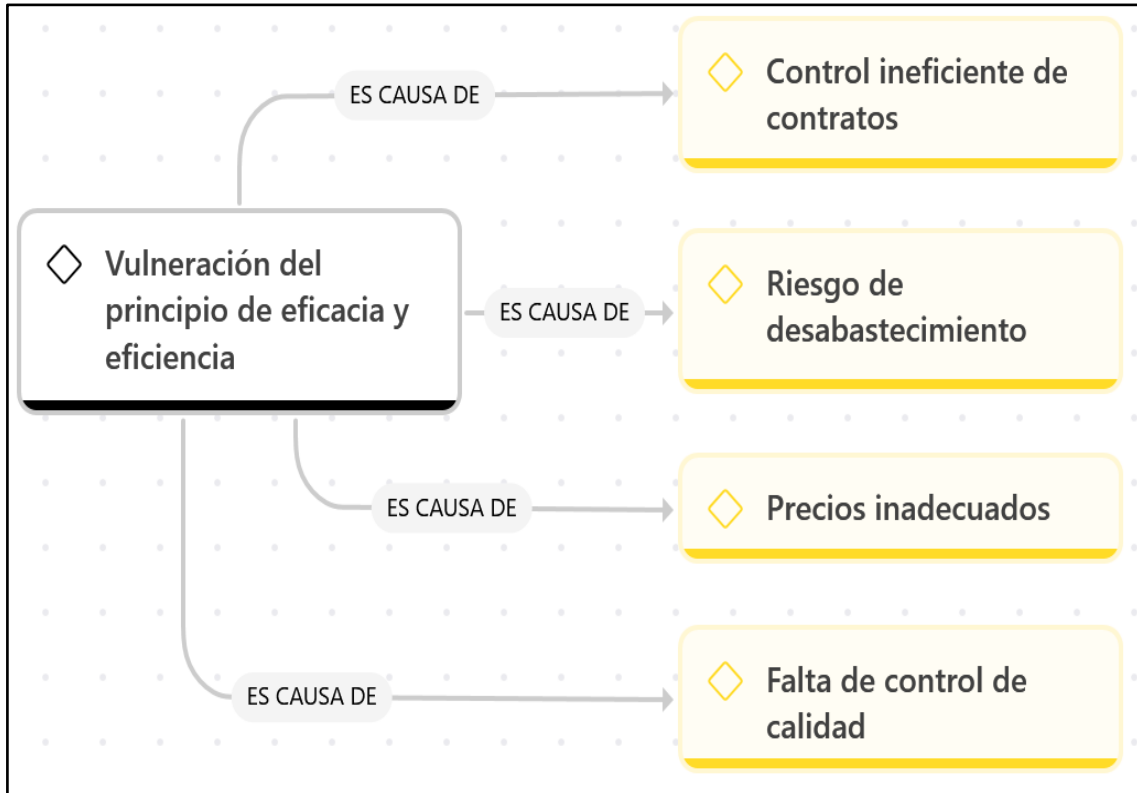 Control ineficiente de
contratos
ES CAUSA DE
Vulneración del
principio de eficacia y
eficiencia
ES CAUSA DE
Riesgo de
desabastecimiento
ES CAUSA DE
Precios inadecuados
ES CAUSA DE
Falta de control de
calidad